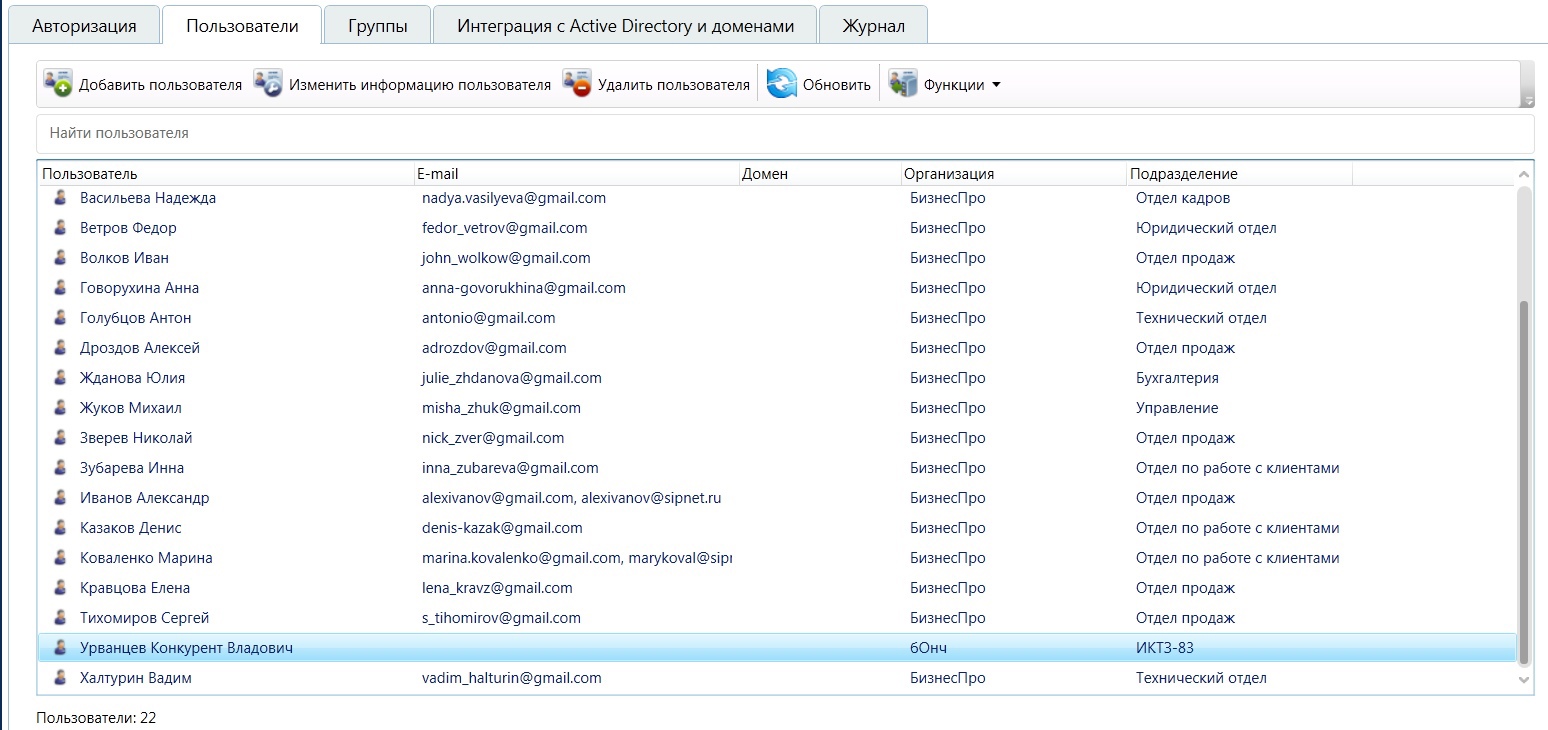 Авторизация Пользователи Группы Интеграция с Active Directory и доменами Журнал
Добавить пользователя Изменить информацию пользователя Удалить пользователя Обновить Функции
Найти пользователя
Пользователь E-mail Домен Организация Подразделение
Васильева Надежда nadya.vasilyeva@gmail.com БизнесПро Отдел кадров
Ветров Федор fedor_vetrov@gmail.com БизнесПро Юридический отдел
Волков Иван john_wolkow@gmail.com БизнесПро Отдел продаж
Говорухина Анна anna-govorukhina@gmail.com БизнесПро Юридический отдел
Голубцов Антон antonio@gmail.com БизнесПро Технический отдел
Дроздов Алексей adrozdov@gmail.com БизнесПро Отдел продаж
Жданова Юлия julie_zhdanova@gmail.com БизнесПро Бухгалтерия
Жуков Михаил misha_zhuk@gmail.com БизнесПро Управление
Зверев Николай nick_zver@gmail.com БизнесПро Отдел продаж
Зубарева Инна inna_zubareva@gmail.com БизнесПро Отдел по работе с клиентами
Иванов Александр alexivanov@gmail.com, alexivanov@sipnet.ru БизнесПро Отдел продаж
Казаков Денис denis-kazak@gmail.com БизнесПро Отдел по работе с клиентами
Коваленко Марина marina.kovalenko@gmail.com, marykoval@sipr БизнесПро Отдел по работе с клиентами
Кравцова Елена lena_kravz@gmail.com БизнесПро Отдел продаж
Тихомиров Сергей s_tihomirov@gmail.com БизнесПро Отдел продаж
Урванцев Конкурент Владович бОнч ИКТЗ-83
Халтурин Вадим vadim_halturin@gmail.com БизнесПро Технический отдел
Пользователи: 22